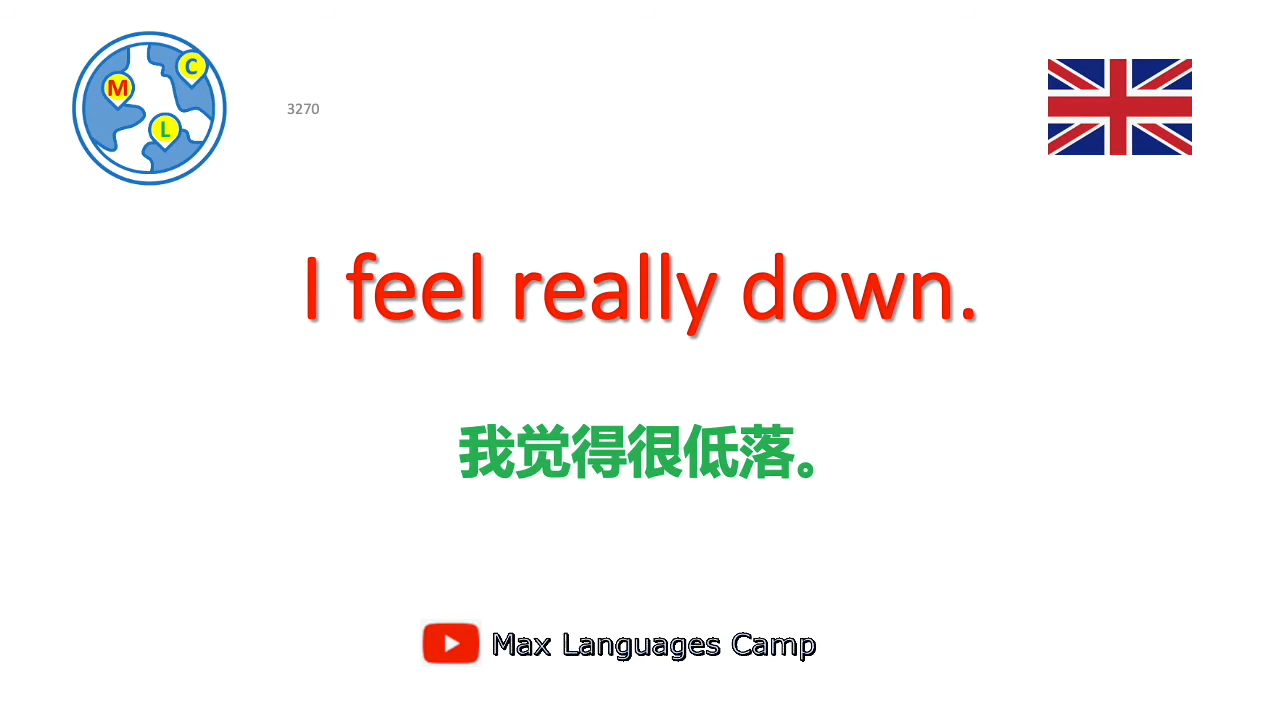 M
C
L
3270
I feel really down.
我觉得很低落。
Max Languages Camp